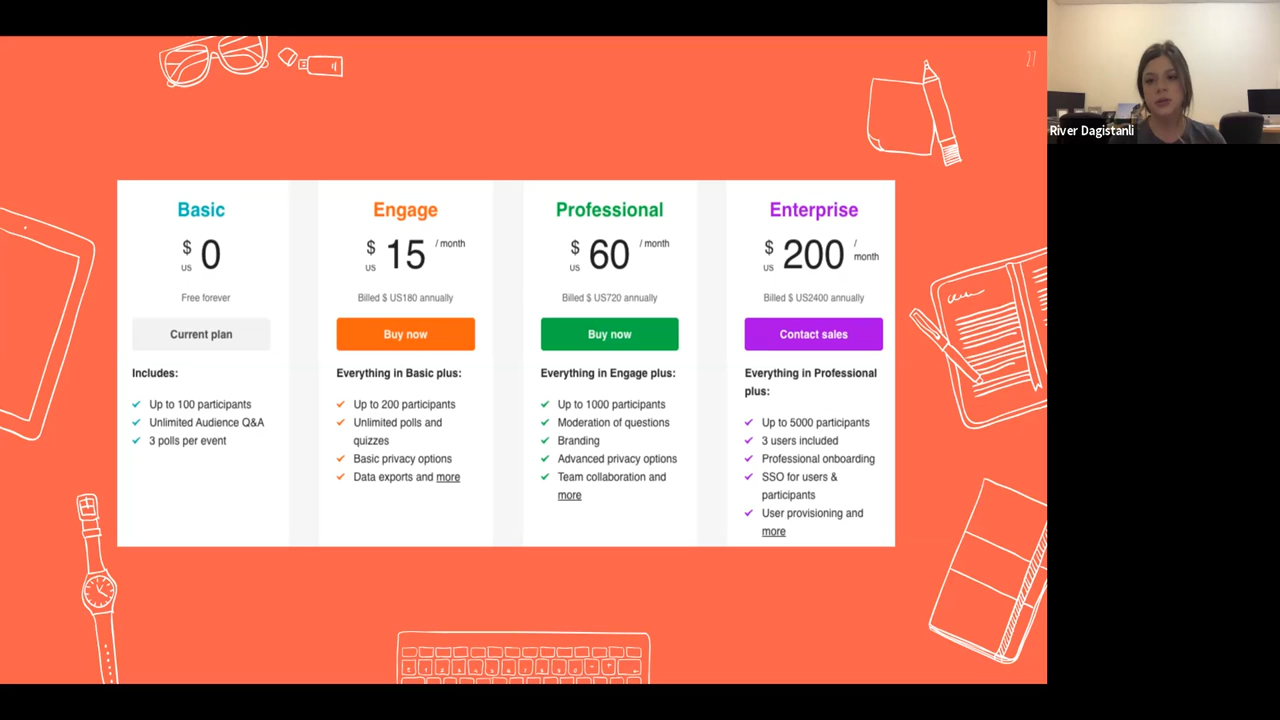 21
River Dagistanli
Basic
$ US 0
Free forever
Current plan
Includes:
Up to 100 participants
Unlimited Audience Q&A
3 polls per event
Engage
$ US 15 / month
Billed $ US180 annually
Buy now
Everything in Basic plus:
Up to 200 participants
Unlimited polls and
quizzes
Basic privacy options
Data exports and more
Professional
$ US 60 / month
Billed $ US720 annually
Buy now
Everything in Engage plus:
Up to 1000 participants
Moderation of questions
Branding
Advanced privacy options
Team collaboration and
more
Enterprise
$ US 200 /
month
Billed $ US2400 annually
Contact sales
Everything in Professional
plus:
Up to 5000 participants
3 users included
Professional onboarding
SSO for users &
participants
User provisioning and
more